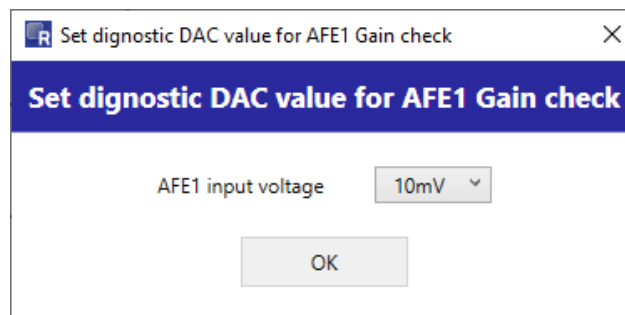 Set dignostic DAC value for AFE1 Gain check
Set dignostic DAC value for AFE1 Gain check
AFE1 input voltage 10mV
OK